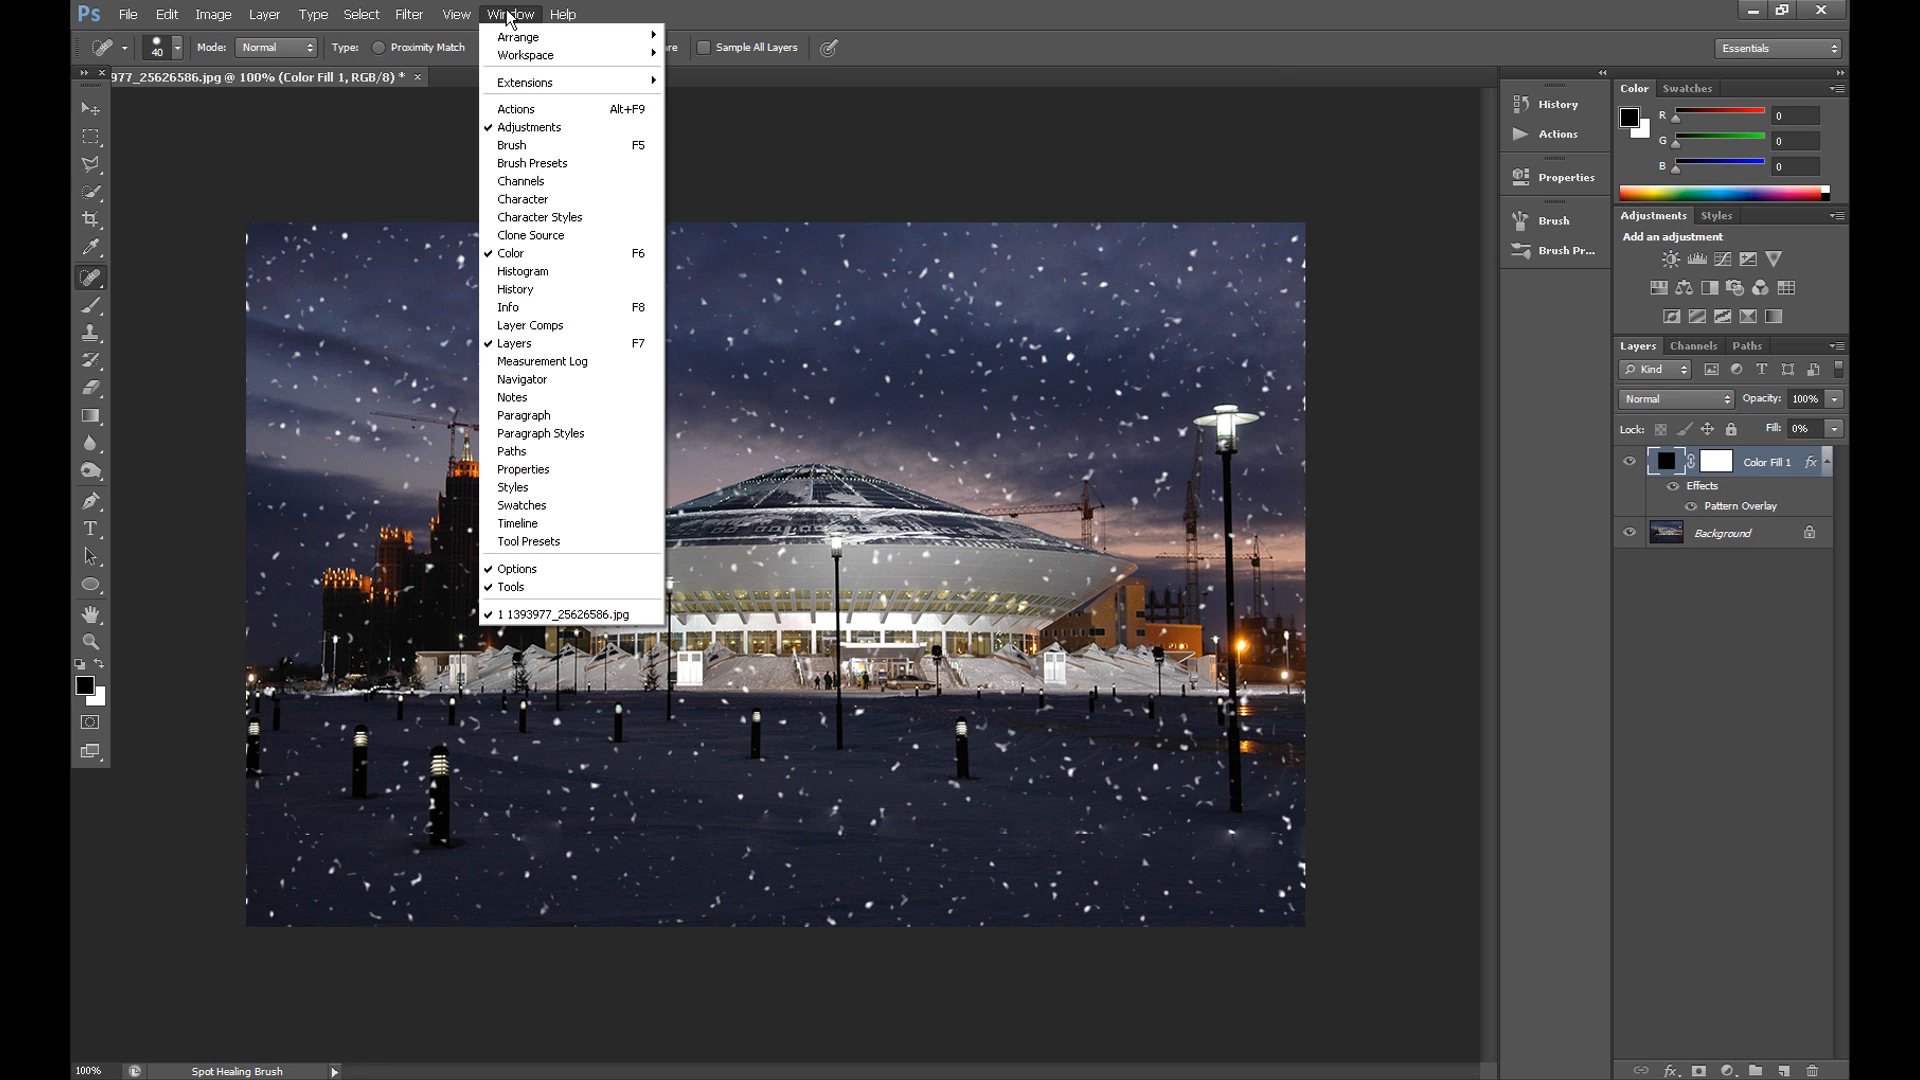 Ps File Edit Image Layer Type Select Filter View Window Help
40 Mode: Normal Type: Proximity Match Sample All Layers Essentials
977_25626586.jpg @ 100% (Color Fill 1, RGB/8) * ×
Arrange
Workspace
Extensions
Actions Alt+F9
Adjustments
Brush F5
Brush Presets
Channels
Character
Character Styles
Clone Source
Color F6
Histogram
History
Info F8
Layer Comps
Layers F7
Measurement Log
Navigator
Notes
Paragraph
Paragraph Styles
Paths
Properties
Styles
Swatches
Timeline
Tool Presets
Options
Tools
1 1393977_25626586.jpg
History
Actions
Properties
Brush
Brush Pr...
Color Swatches
R 0
G 0
B 0
Adjustments Styles
Add an adjustment
Layers Channels Paths
Kind
Normal Opacity: 100%
Lock: Fill: 0%
Color Fill 1 fx
Effects
Pattern Overlay
Background
100% Spot Healing Brush